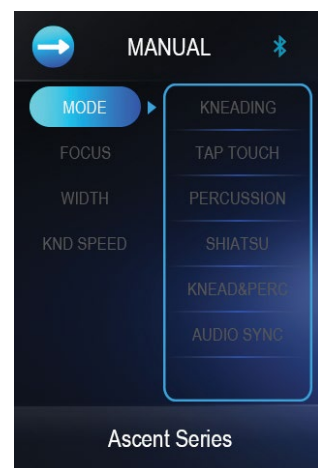 MANUAL
MODE
FOCUS
WIDTH
KND SPEED
KNEADING
TAP TOUCH
PERCUSSION
SHIATSU
KNEAD&PERC
AUDIO SYNC
Ascent Series